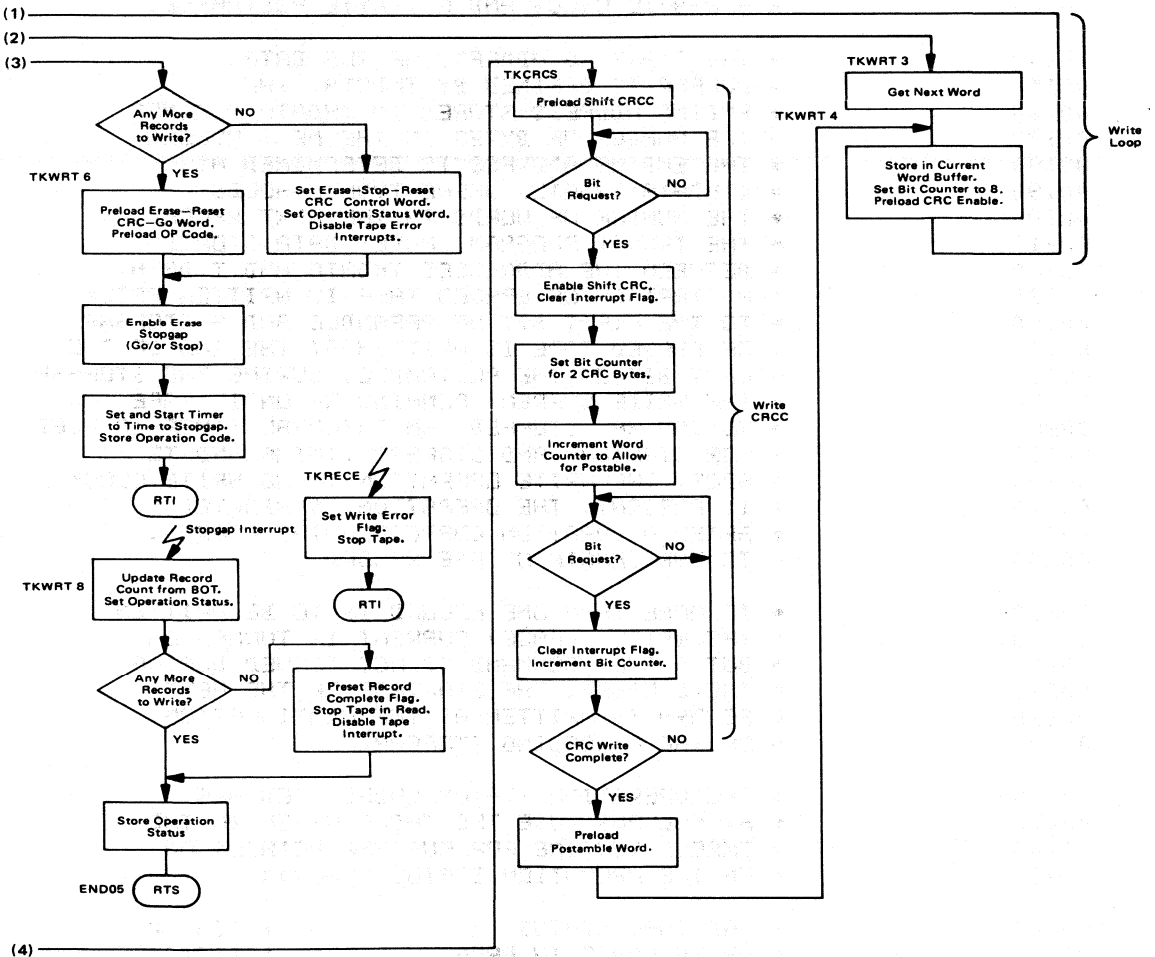 (1)
(2)
(3)
Any More
Records
to Write?
NO
YES
TKWRT 6
Preload Erase–Reset
CRC–Go Word.
Preload OP Code.
Set Erase–Stop–Reset
CRC Control Word.
Set Operation Status Word.
Disable Tape Error
Interrupts.
Enable Erase
Stopgap
(Go/or Stop)
Set and Start Timer
to Time to Stopgap.
Store Operation Code.
RTI
Stopgap Interrupt
TKWRT 8
Update Record
Count from BOT.
Set Operation Status.
Any More
Records
to Write?
NO
YES
Preset Record
Complete Flag.
Stop Tape in Read.
Disable Tape
Interrupt.
Store Operation
Status
END05
RTS
TKRECE
Set Write Error
Flag.
Stop Tape.
RTI
(4)
TKCRCS
Preload Shift CRCC
Bit
Request?
NO
YES
Enable Shift CRC.
Clear Interrupt Flag.
Set Bit Counter
for 2 CRC Bytes.
Increment Word
Counter to Allow
for Postable.
Bit
Request?
NO
YES
Clear Interrupt Flag.
Increment Bit Counter.
CRC Write
Complete?
NO
YES
Preload
Postamble Word.
Write
CRCC
TKWRT 3
Get Next Word
TKWRT 4
Store in Current
Word Buffer.
Set Bit Counter to 8.
Preload CRC Enable.
Write
Loop